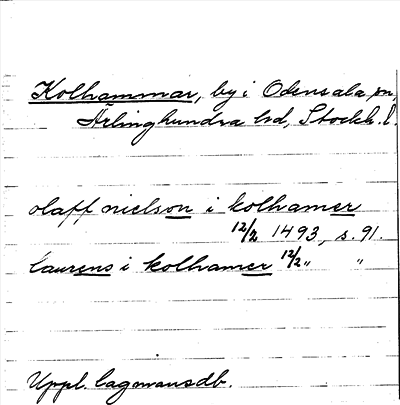 Kolhammar, by i Odensala sn,
Ärlinghundra hd, Stockh. l.
olaff nielson i kolhamer
12/2 1493, s. 91.
laurens i kolhamer 12/2 " "
Uppl. lagmansdb.